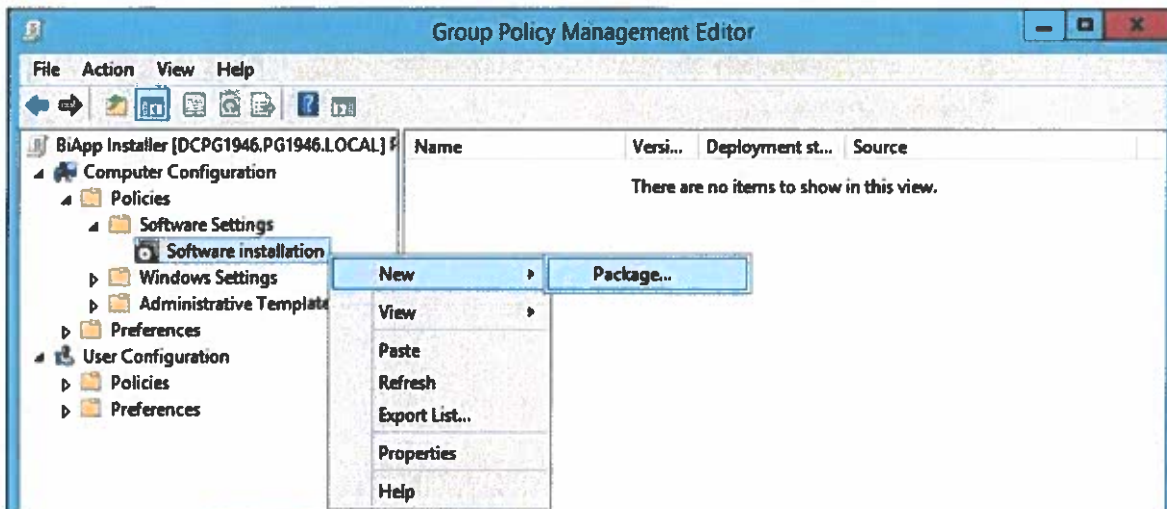 Group Policy Management Editor
File Action View Help
BiApp Installer [DCPG1946.PG1946.LOCAL] P
Computer Configuration
Policies
Software Settings
Software installation
Windows Settings
Administrative Template
Preferences
User Configuration
Policies
Preferences
Name Versi... Deployment st... Source
There are no items to show in this view.
New
Package...
View
Paste
Refresh
Export List...
Properties
Help